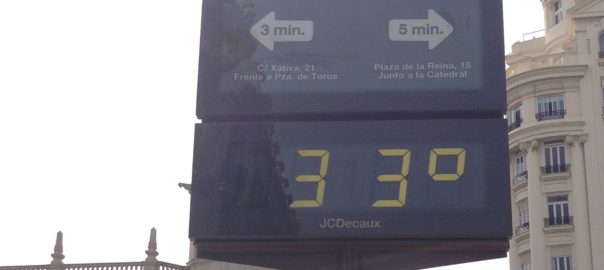 3 min.
5 min.
C/ Xativa, 21
Frente a Pza. de Toros
Plaza de la Reina, 15
Junto a la Catedral
33º
JCDecaux